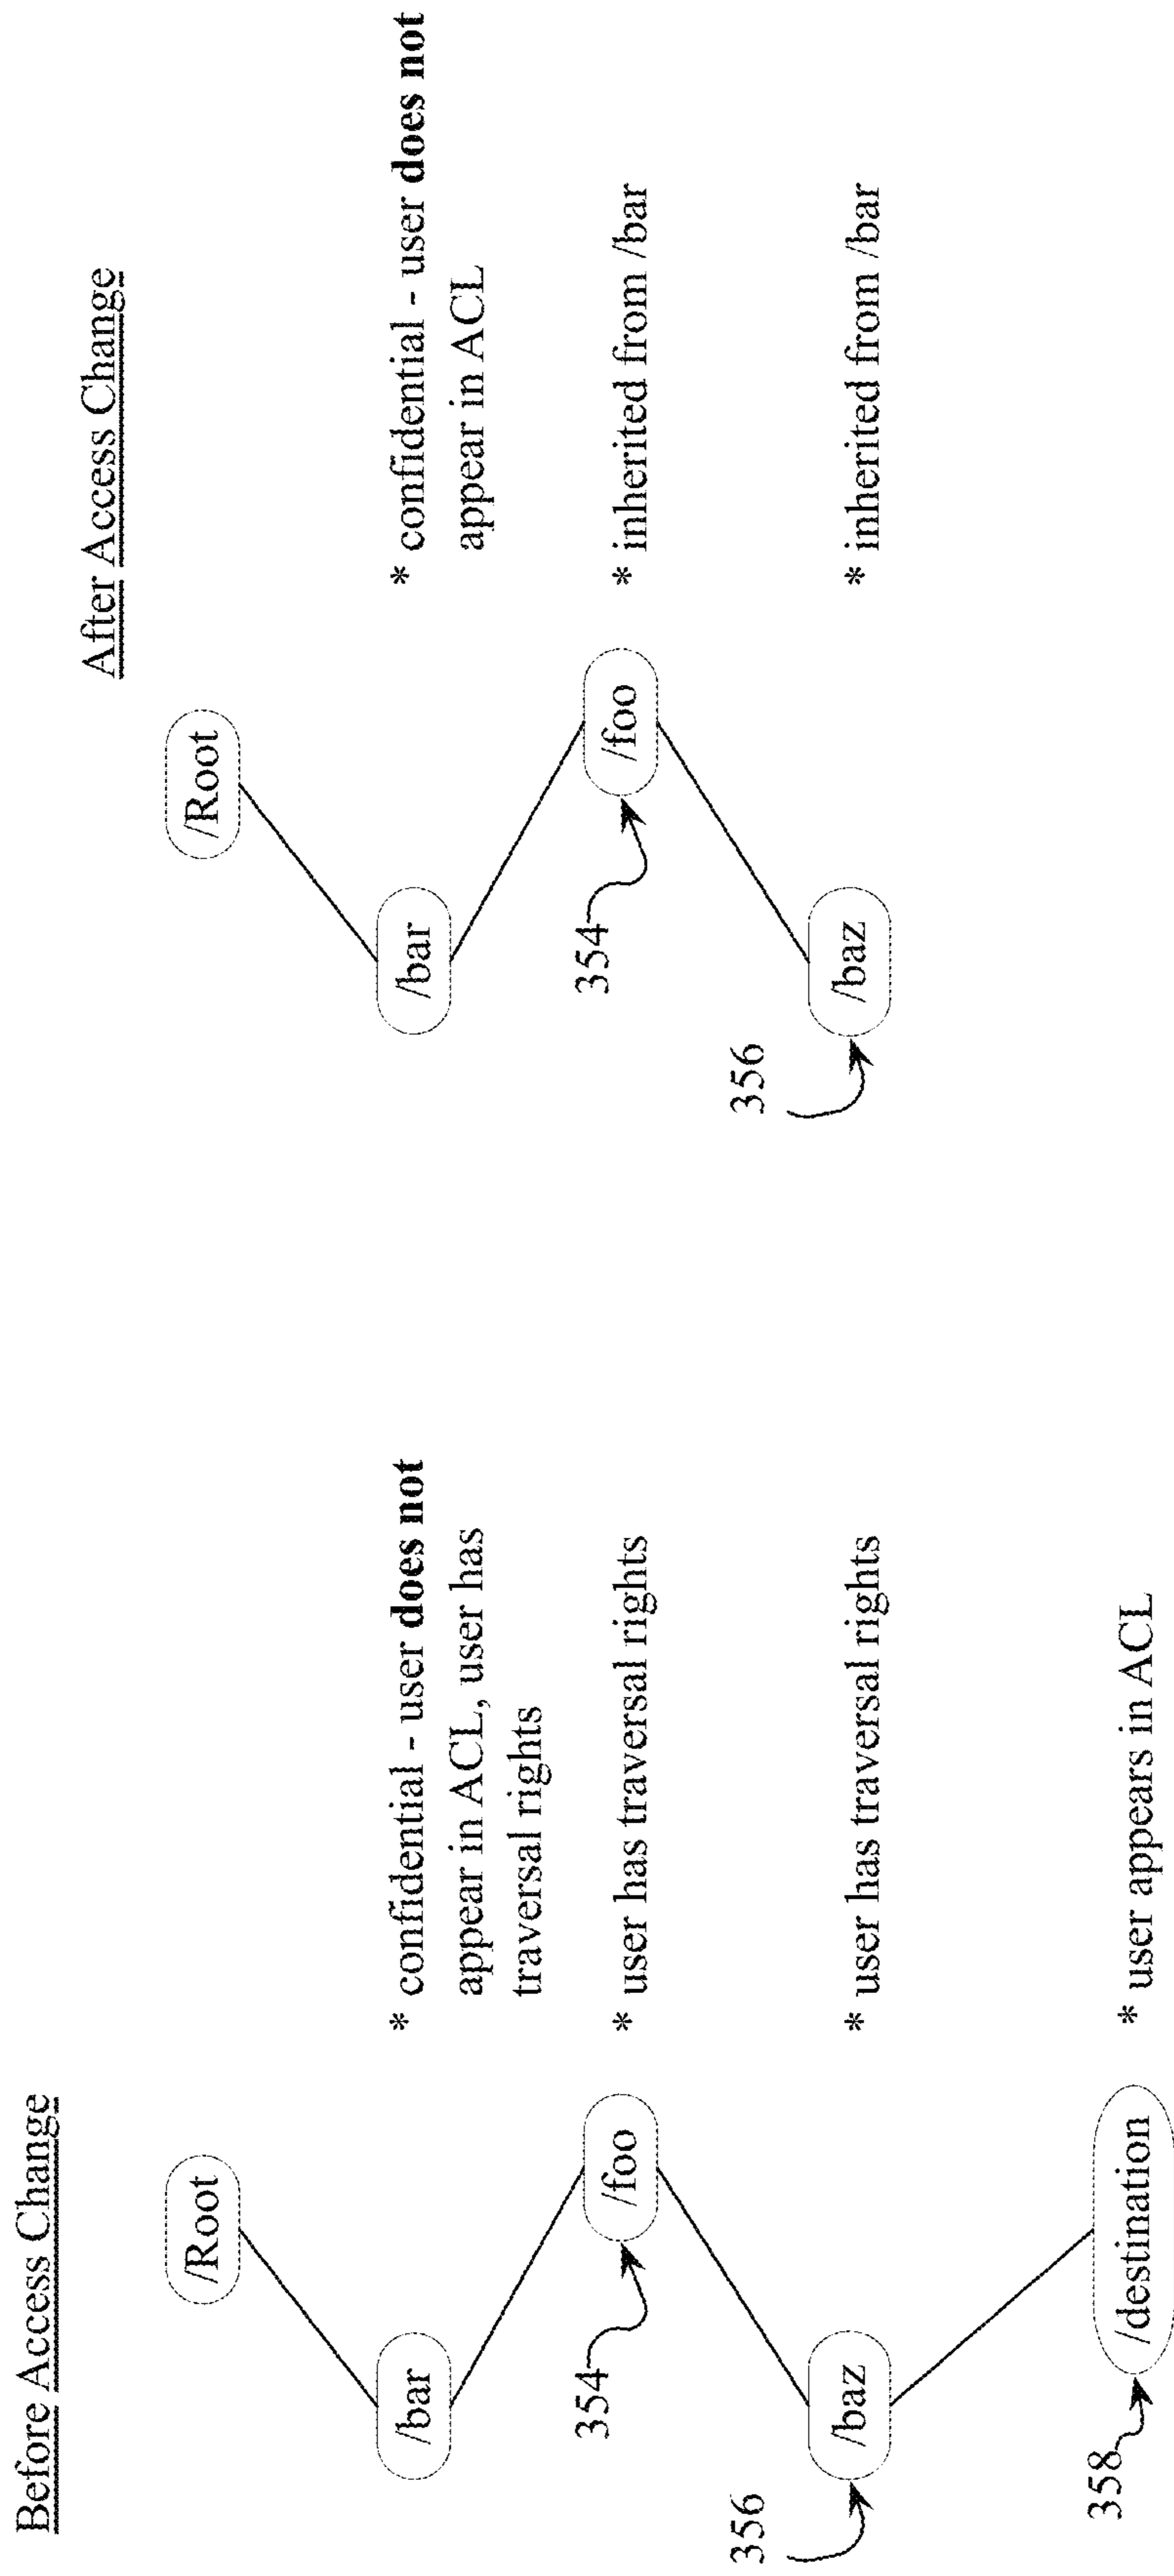 Before Access Change
/Root
/bar
* confidential - user does not
appear in ACL, user has
traversal rights
354
/foo
* user has traversal rights
356
/baz
* user has traversal rights
358
/destination
* user appears in ACL
After Access Change
/Root
/bar
* confidential - user does not
appear in ACL
354
/foo
* inherited from /bar
356
/baz
* inherited from /bar